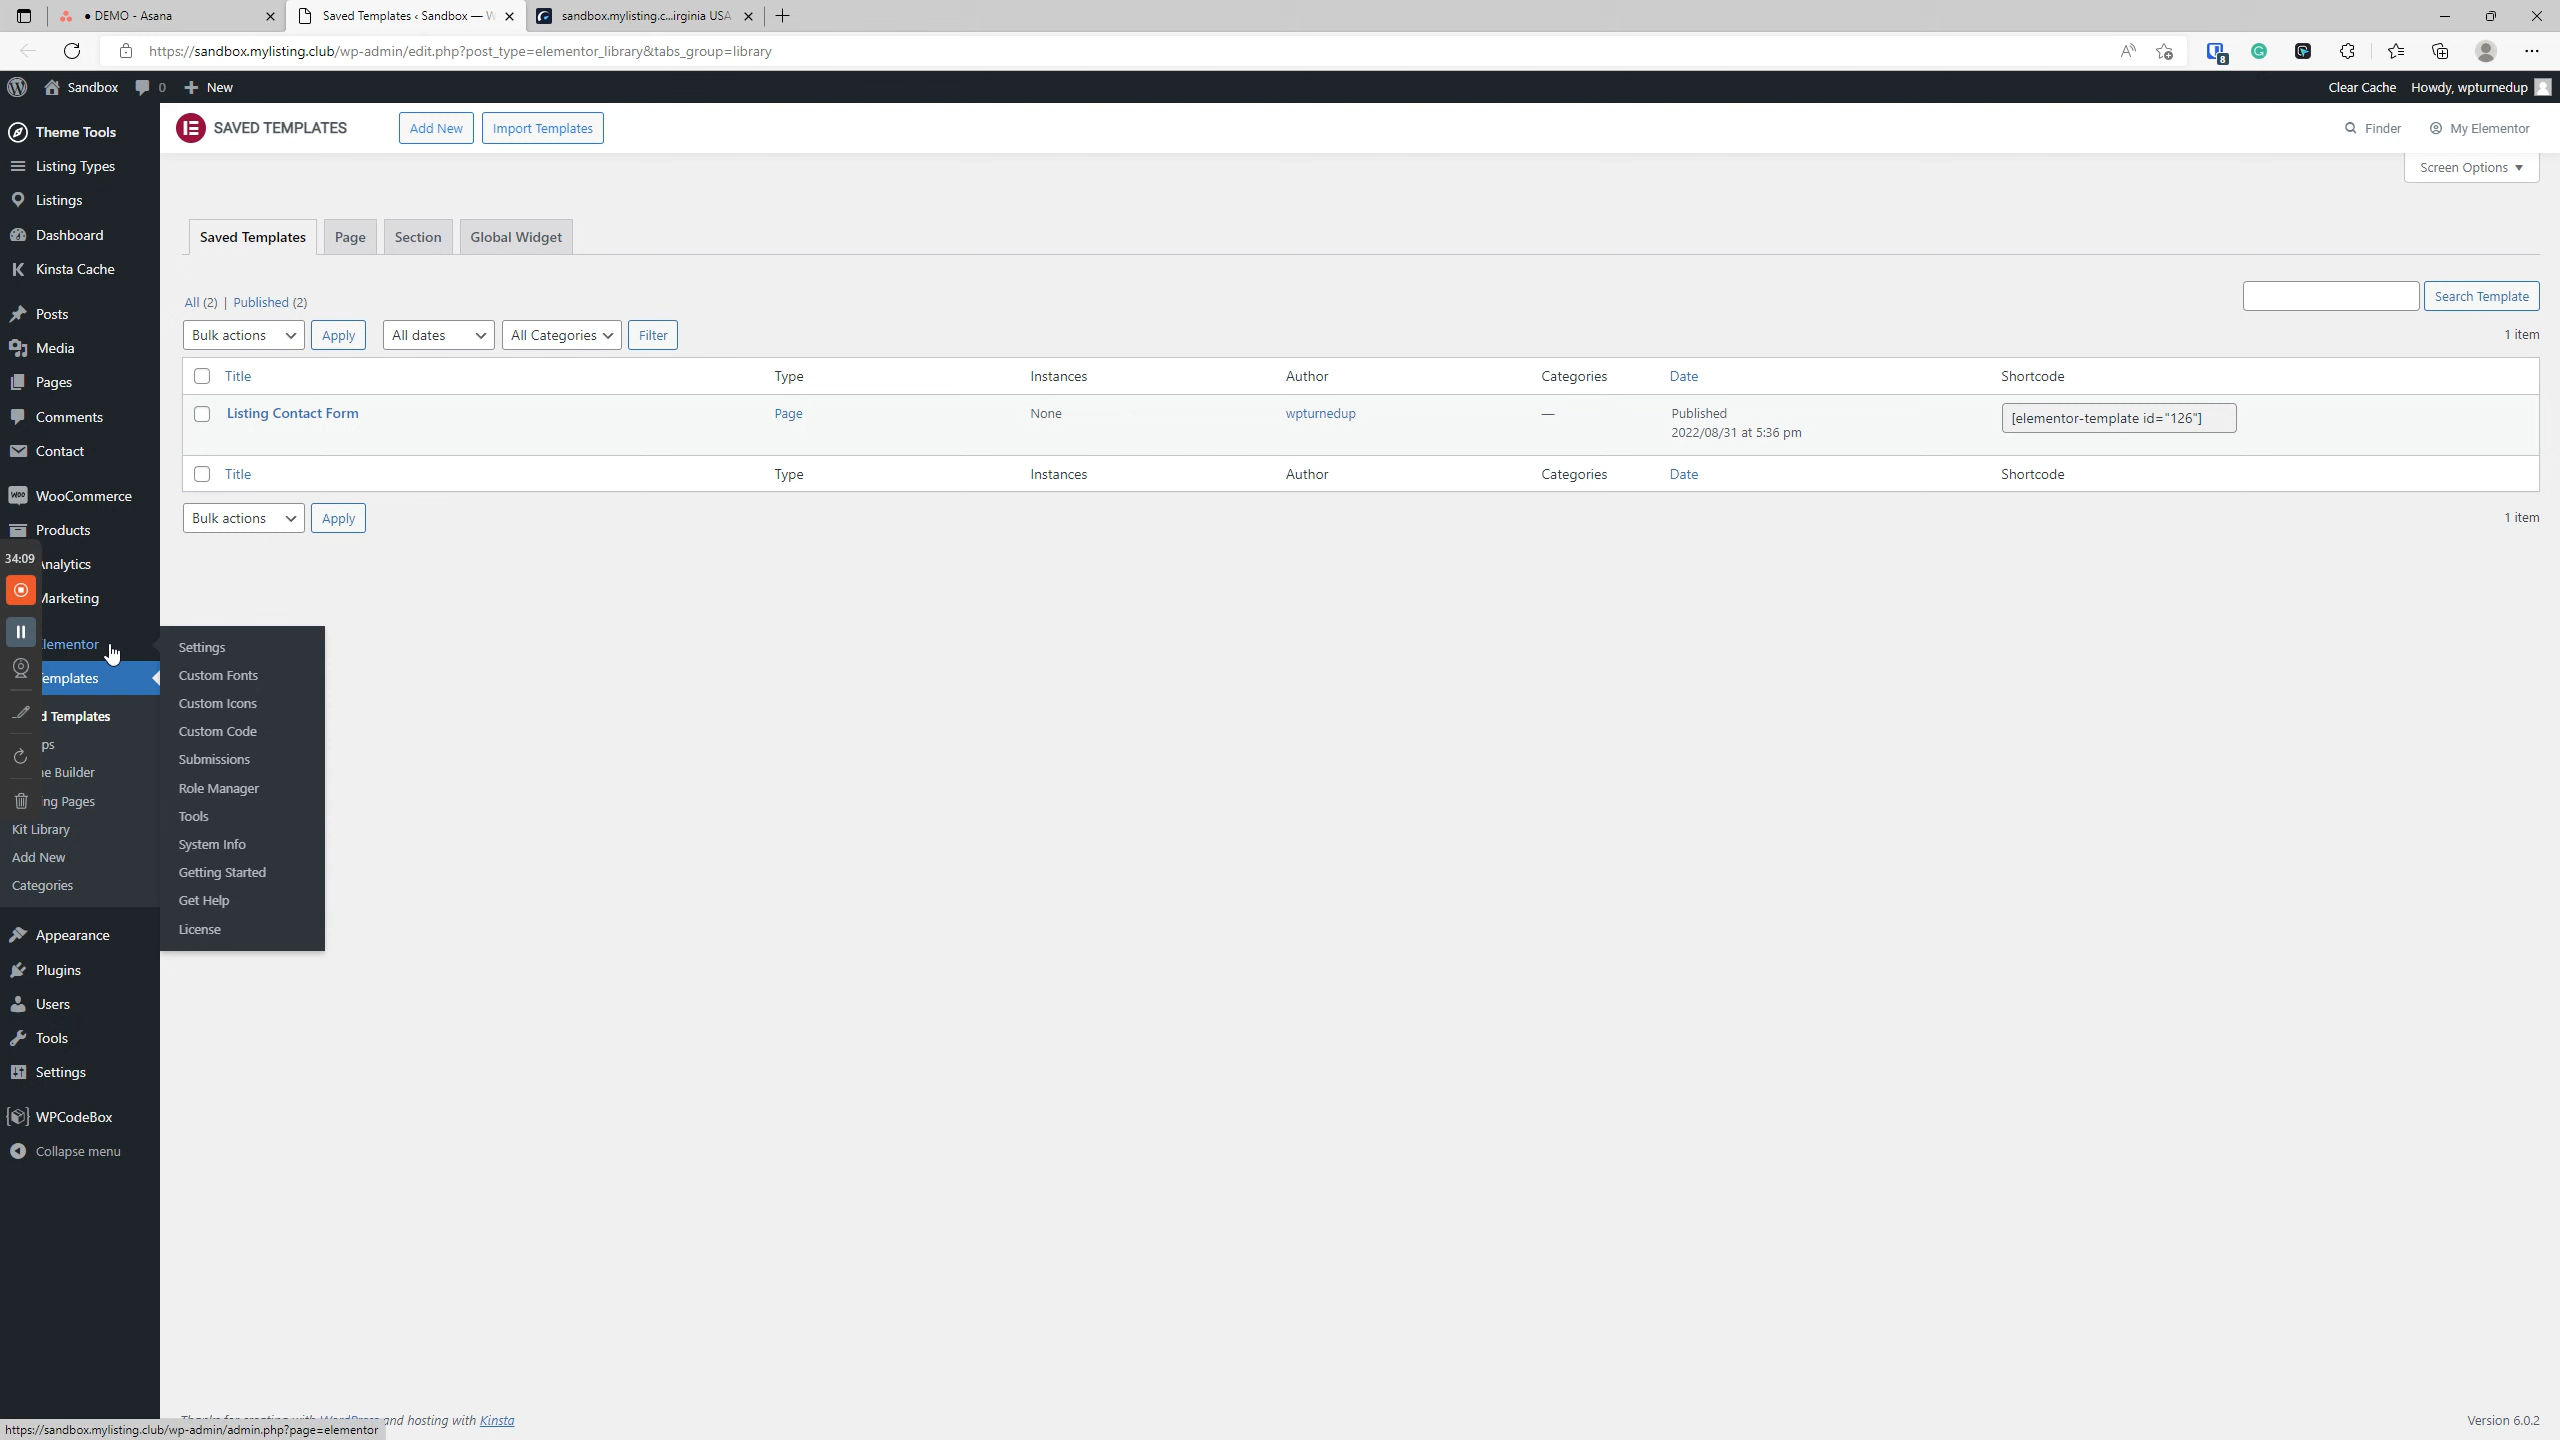 DEMO - Asana
Saved Templates ‹ Sandbox — W
sandbox.mylisting.c...irginia USA
https://sandbox.mylisting.club/wp-admin/edit.php?post_type=elementor_library&tabs_group=library
8
Sandbox
0
New
Clear Cache
Howdy, wpturnedup
Theme Tools
Listing Types
Listings
Dashboard
Kinsta Cache
Posts
Media
Pages
Comments
Contact
WooCommerce
Products
34:09
Analytics
Marketing
lementor
emplates
d Templates
ps
e Builder
ing Pages
Kit Library
Add New
Categories
Appearance
Plugins
Users
Tools
Settings
WPCodeBox
Collapse menu
Settings
Custom Fonts
Custom Icons
Custom Code
Submissions
Role Manager
Tools
System Info
Getting Started
Get Help
License
SAVED TEMPLATES
Add New
Import Templates
Finder
My Elementor
Screen Options
Saved Templates
Page
Section
Global Widget
All (2) | Published (2)
Search Template
Bulk actions
Apply
All dates
All Categories
Filter
1 item
Title Type Instances Author Categories Date Shortcode
Listing Contact Form Page None wpturnedup — Published
2022/08/31 at 5:36 pm
[elementor-template id="126"]
Title Type Instances Author Categories Date Shortcode
Bulk actions
Apply
1 item
and hosting with Kinsta
Version 6.0.2
https://sandbox.mylisting.club/wp-admin/admin.php?page=elementor